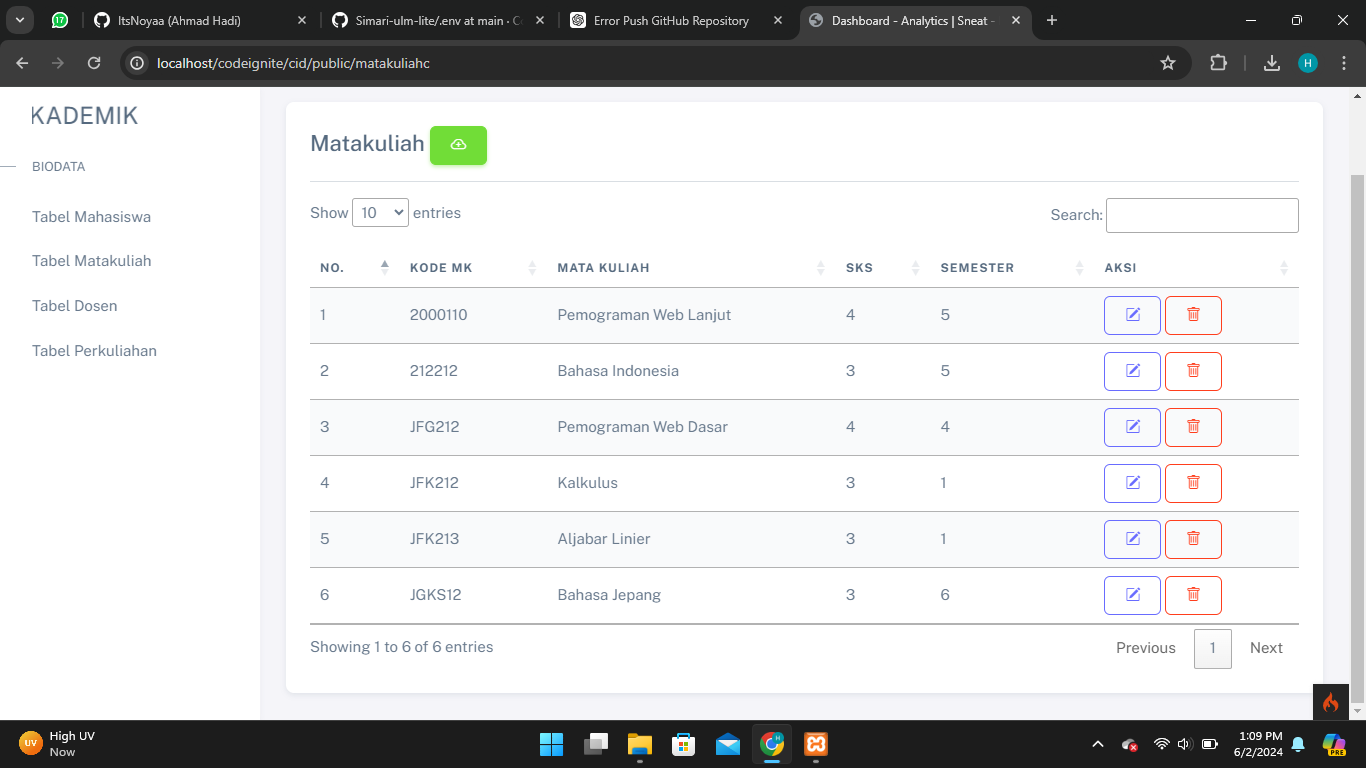 17
ItsNoyaa (Ahmad Hadi)
Simari-ulm-lite/.env at main · C
Error Push GitHub Repository
Dashboard - Analytics | Sneat -
localhost/codeignite/cid/public/matakuliahc
H
KADEMIK
BIODATA
Tabel Mahasiswa
Tabel Matakuliah
Tabel Dosen
Tabel Perkuliahan
Matakuliah
Show 10 entries
Search:
NO. KODE MK MATA KULIAH SKS SEMESTER AKSI
1 2000110 Pemograman Web Lanjut 4 5
2 212212 Bahasa Indonesia 3 5
3 JFG212 Pemograman Web Dasar 4 4
4 JFK212 Kalkulus 3 1
5 JFK213 Aljabar Linier 3 1
6 JGKS12 Bahasa Jepang 3 6
Showing 1 to 6 of 6 entries
Previous 1 Next
UV
High UV
Now
H
1:09 PM
6/2/2024
PRE